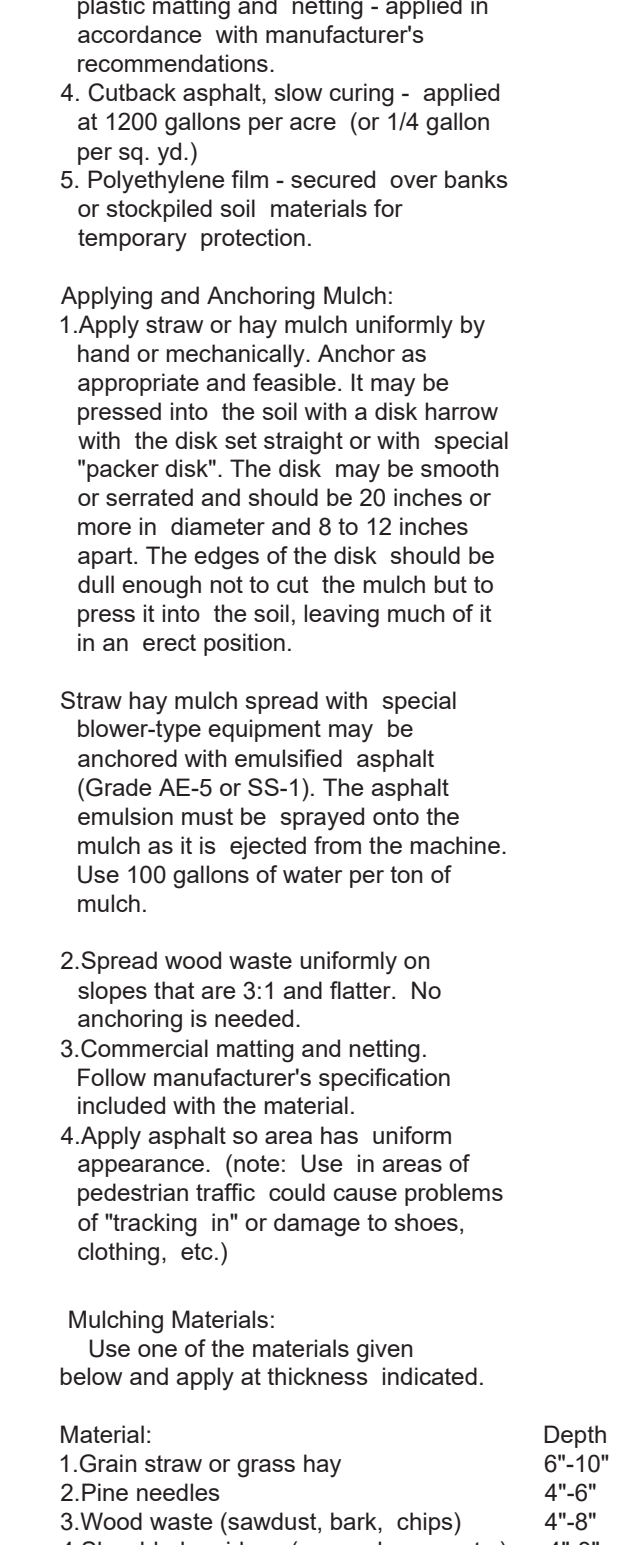 plastic matting and netting - applied in
accordance with manufacturer's
recommendations.
4. Cutback asphalt, slow curing - applied
at 1200 gallons per acre (or 1/4 gallon
per sq. yd.)
5. Polyethylene film - secured over banks
or stockpiled soil materials for
temporary protection.
Applying and Anchoring Mulch:
1.Apply straw or hay mulch uniformly by
hand or mechanically. Anchor as
appropriate and feasible. It may be
pressed into the soil with a disk harrow
with the disk set straight or with special
"packer disk". The disk may be smooth
or serrated and should be 20 inches or
more in diameter and 8 to 12 inches
apart. The edges of the disk should be
dull enough not to cut the mulch but to
press it into the soil, leaving much of it
in an erect position.
Straw hay mulch spread with special
blower-type equipment may be
anchored with emulsified asphalt
(Grade AE-5 or SS-1). The asphalt
emulsion must be sprayed onto the
mulch as it is ejected from the machine.
Use 100 gallons of water per ton of
mulch.
2.Spread wood waste uniformly on
slopes that are 3:1 and flatter. No
anchoring is needed.
3.Commercial matting and netting.
Follow manufacturer's specification
included with the material.
4.Apply asphalt so area has uniform
appearance. (note: Use in areas of
pedestrian traffic could cause problems
of "tracking in" or damage to shoes,
clothing, etc.)
Mulching Materials:
Use one of the materials given
below and apply at thickness indicated.
Material: Depth
1.Grain straw or grass hay 6"-10"
2.Pine needles 4"-6"
3.Wood waste (sawdust, bark, chips) 4"-8"